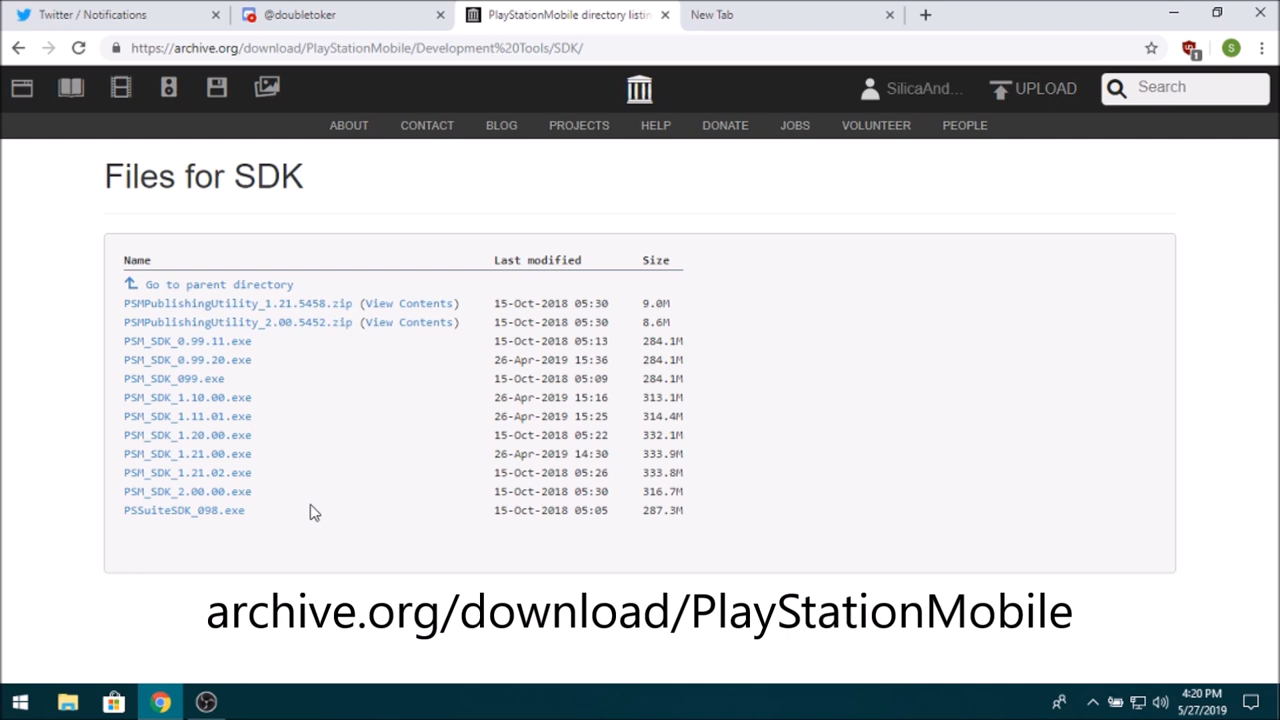 Twitter / Notifications
@doubletoker
PlayStationMobile directory listin
New Tab
https://archive.org/download/PlayStationMobile/Development%20Tools/SDK/
1
S
SilicaAnd...
UPLOAD
Search
ABOUT CONTACT BLOG PROJECTS HELP DONATE JOBS VOLUNTEER PEOPLE
Files for SDK
Name Last modified Size
Go to parent directory
PSMPublishingUtility_1.21.5458.zip (View Contents) 15-Oct-2018 05:30 9.0M
PSMPublishingUtility_2.00.5452.zip (View Contents) 15-Oct-2018 05:30 8.6M
PSM_SDK_0.99.11.exe 15-Oct-2018 05:13 284.1M
PSM_SDK_0.99.20.exe 26-Apr-2019 15:36 284.1M
PSM_SDK_099.exe 15-Oct-2018 05:09 284.1M
PSM_SDK_1.10.00.exe 26-Apr-2019 15:16 313.1M
PSM_SDK_1.11.01.exe 26-Apr-2019 15:25 314.4M
PSM_SDK_1.20.00.exe 15-Oct-2018 05:22 332.1M
PSM_SDK_1.21.00.exe 26-Apr-2019 14:30 333.9M
PSM_SDK_1.21.02.exe 15-Oct-2018 05:26 333.8M
PSM_SDK_2.00.00.exe 15-Oct-2018 05:30 316.7M
PSSuiteSDK_098.exe 15-Oct-2018 05:05 287.3M
archive.org/download/PlayStationMobile
4:20 PM
5/27/2019